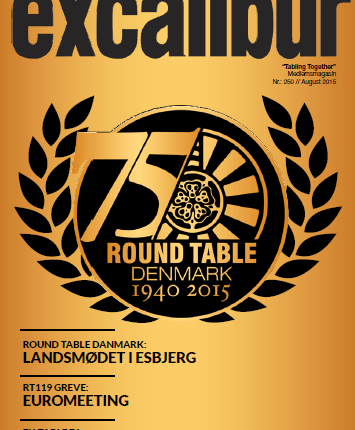 excalibur
"Tabling Together"
Medlemsmagasin
Nr.: 250 // August 2015
75
ROUND TABLE
DENMARK
1940 2015
ROUND TABLE DANMARK:
LANDSMØDET I ESBJERG
RT119 GREVE:
EUROMEETING